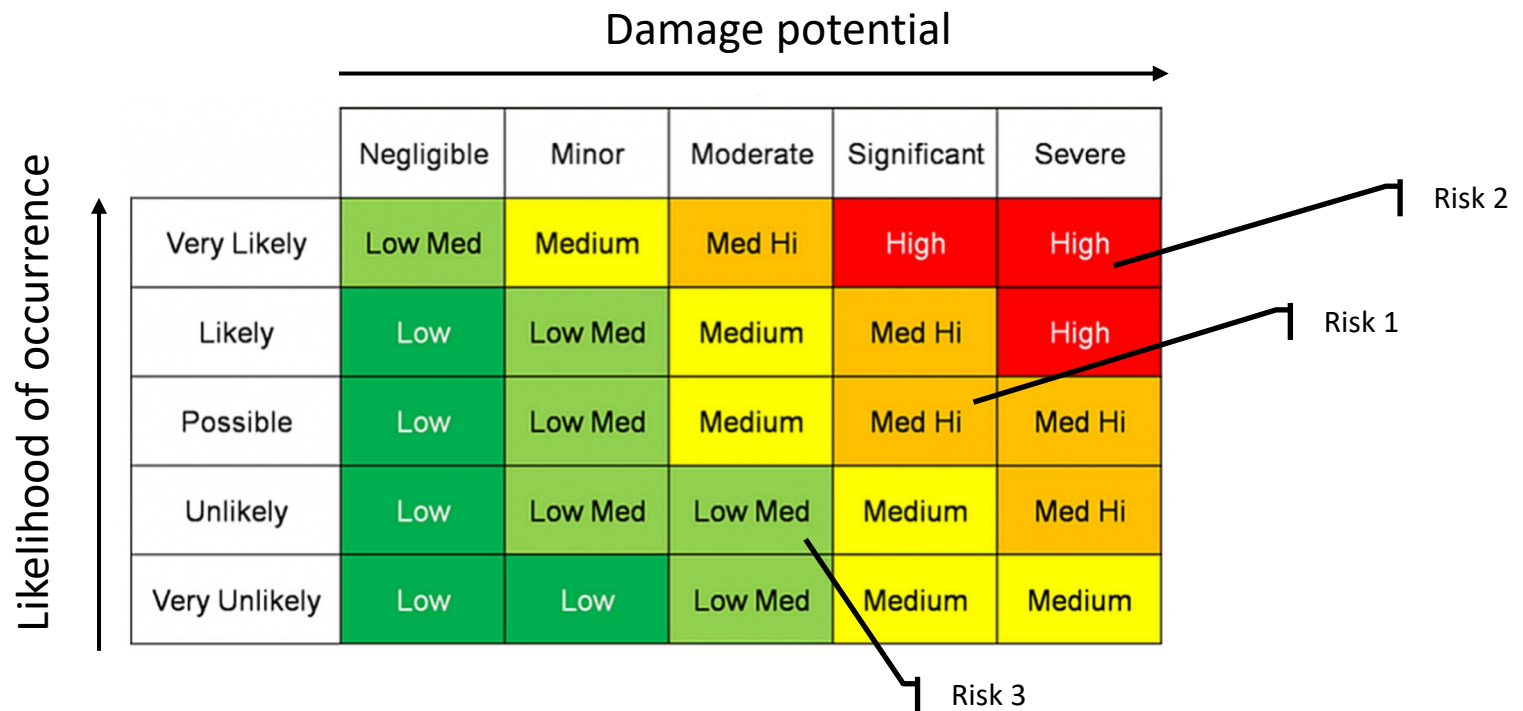 Damage potential
Likelihood of occurrence
Negligible Minor Moderate Significant Severe
Very Likely Low Med Medium Med Hi High High
Risk 2
Likely Low Low Med Medium Med Hi High
Risk 1
Possible Low Low Med Medium Med Hi Med Hi
Unlikely Low Low Med Low Med Medium Med Hi
Very Unlikely Low Low Low Med Medium Medium
Risk 3